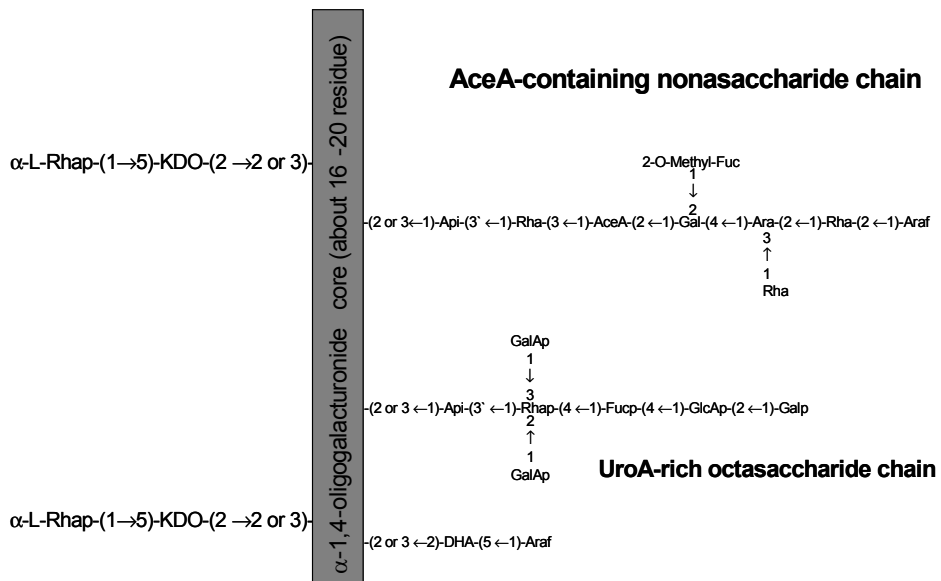 AceA-containing nonasaccharide chain
α-L-Rhap-(1→5)-KDO-(2 →2 or 3)-
α-1,4-oligogalacturonide core (about 16 -20 residue)
2-O-Methyl-Fuc
1
↓
2
-(2 or 3←1)-Api-(3` ←1)-Rha-(3 ←1)-AceA-(2 ←1)-Gal-(4 ←1)-Ara-(2 ←1)-Rha-(2 ←1)-Araf
3
↑
1
Rha
GalAp
1
↓
3
-(2 or 3 ←1)-Api-(3` ←1)-Rhap-(4 ←1)-Fucp-(4 ←1)-GlcAp-(2 ←1)-Galp
2
↑
1
GalAp
UroA-rich octasaccharide chain
α-L-Rhap-(1→5)-KDO-(2 →2 or 3)-
-(2 or 3 ←2)-DHA-(5 ←1)-Araf